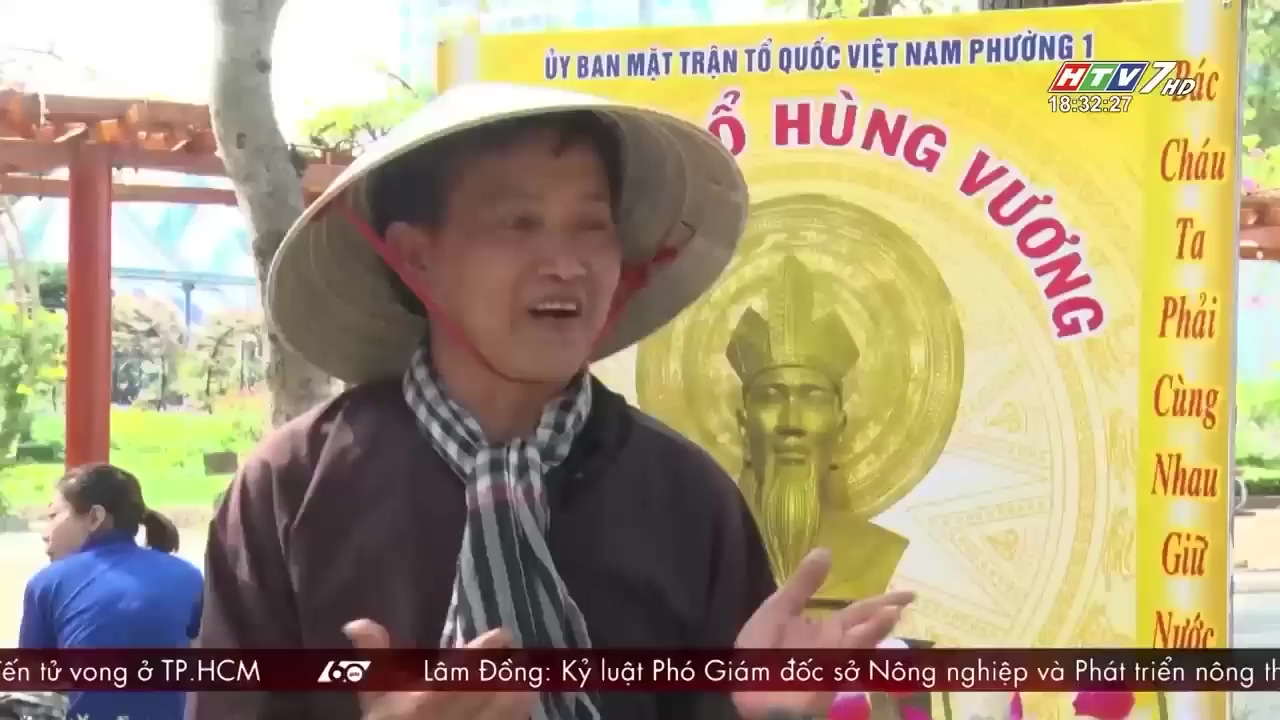 ỦY BAN MẶT TRẬN TỔ QUỐC VIỆT NAM PHƯỜNG 1
HTV7 HD
18:32:27
Ổ HÙNG VƯƠNG
Bác
Cháu
Ta
Phải
Cùng
Nhau
Giữ
Nước
ến tử vong ở TP.HCM
60 Lâm Đồng: Kỷ luật Phó Giám đốc sở Nông nghiệp và Phát triển nông th